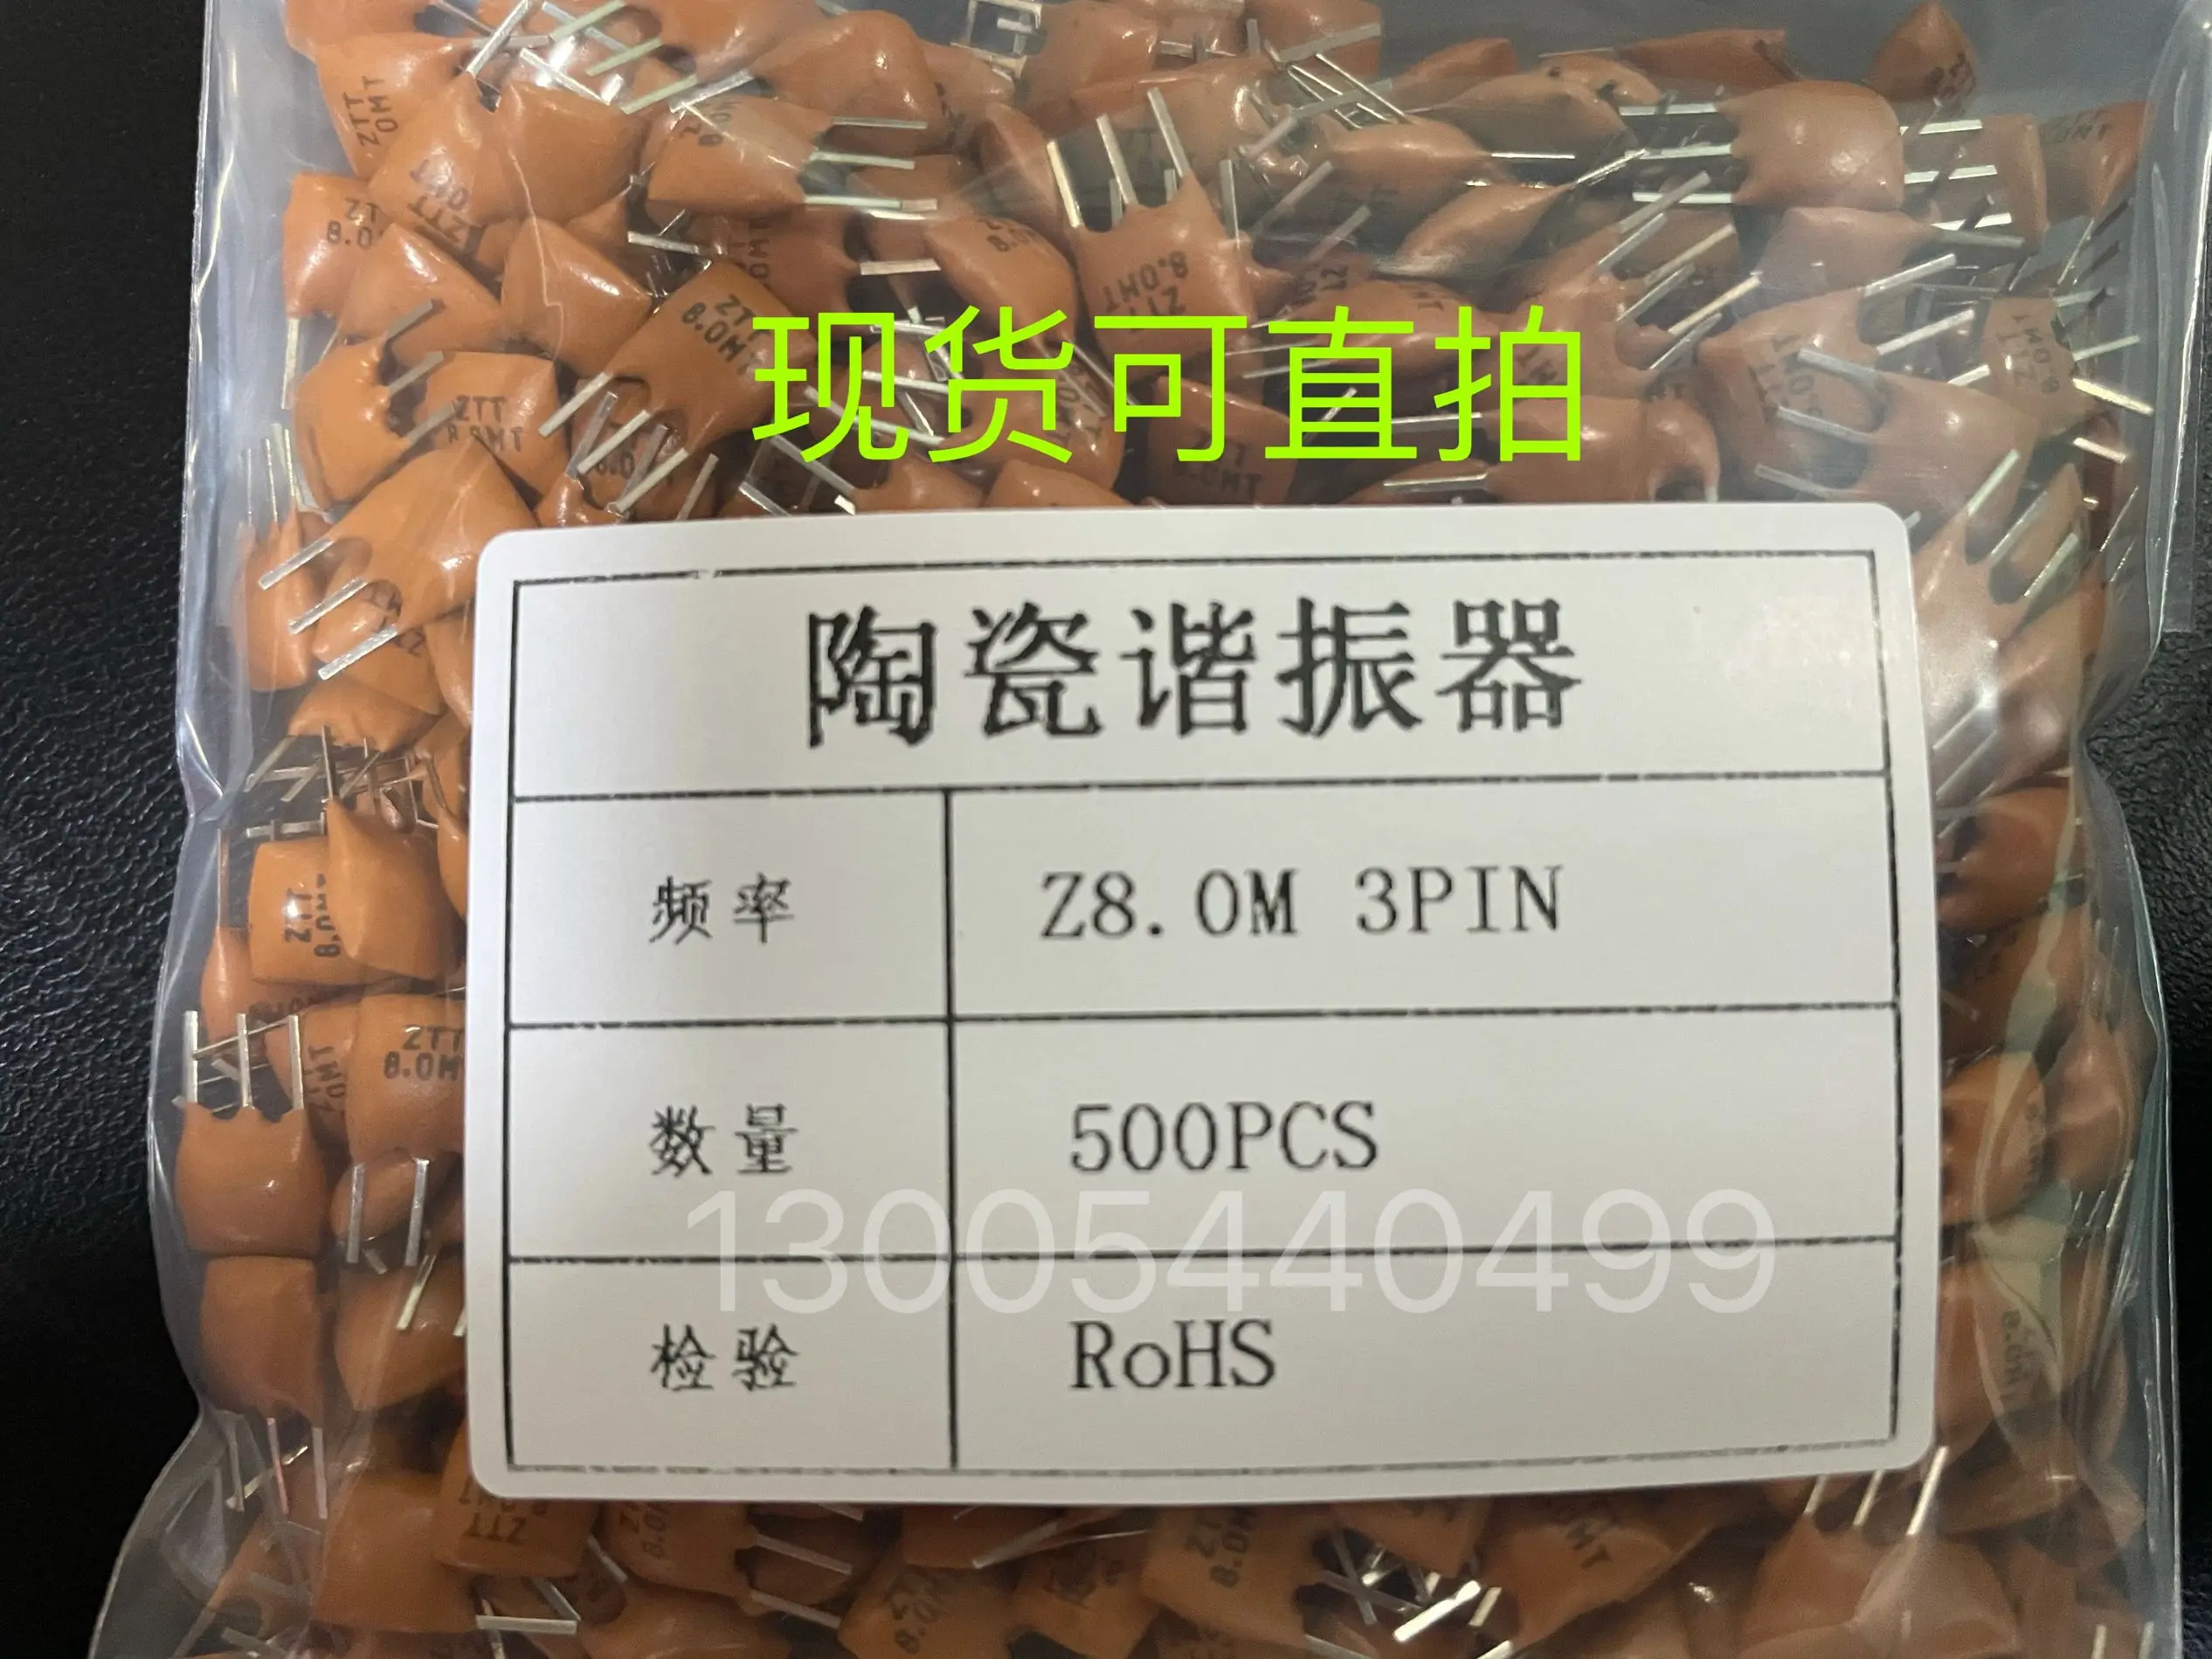 ZTT
8.0MT
现货可直拍
陶瓷谐振器
频率 Z8.0M 3PIN
数量 500PCS
13005440499
检验 RoHS